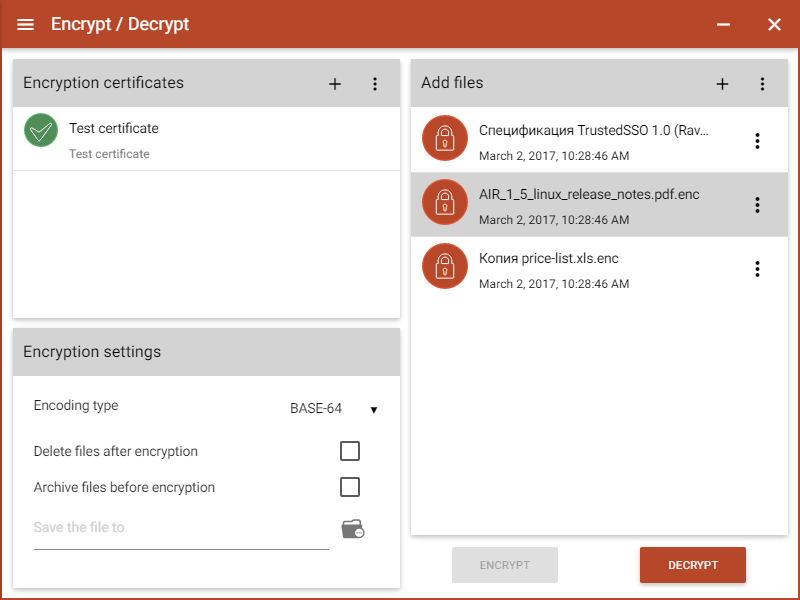 Encrypt / Decrypt
Encryption certificates
Test certificate
Test certificate
Encryption settings
Encoding type
BASE-64
Delete files after encryption
Archive files before encryption
Save the file to
Add files
Спецификация TrustedSSO 1.0 (Rav...
March 2, 2017, 10:28:46 AM
AIR_1_5_linux_release_notes.pdf.enc
March 2, 2017, 10:28:46 AM
Копия price-list.xls.enc
March 2, 2017, 10:28:46 AM
ENCRYPT
DECRYPT